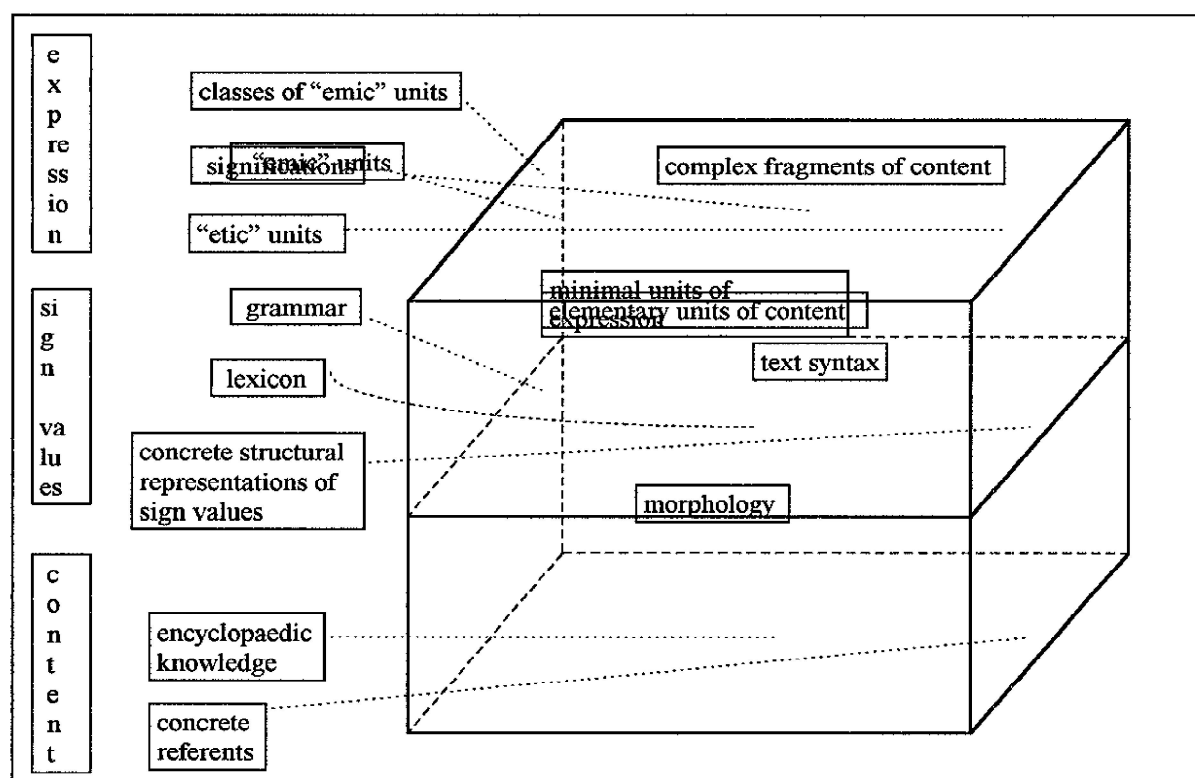 e
x
p
re
ss
io
n
classes of “emic” units
significations
“emic” units
complex fragments of content
“etic” units
si
g
n
va
lu
es
grammar
minimal units of
expression
elementary units of content
text syntax
lexicon
concrete structural
representations of
sign values
morphology
c
o
n
t
e
n
t
encyclopaedic
knowledge
concrete
referents